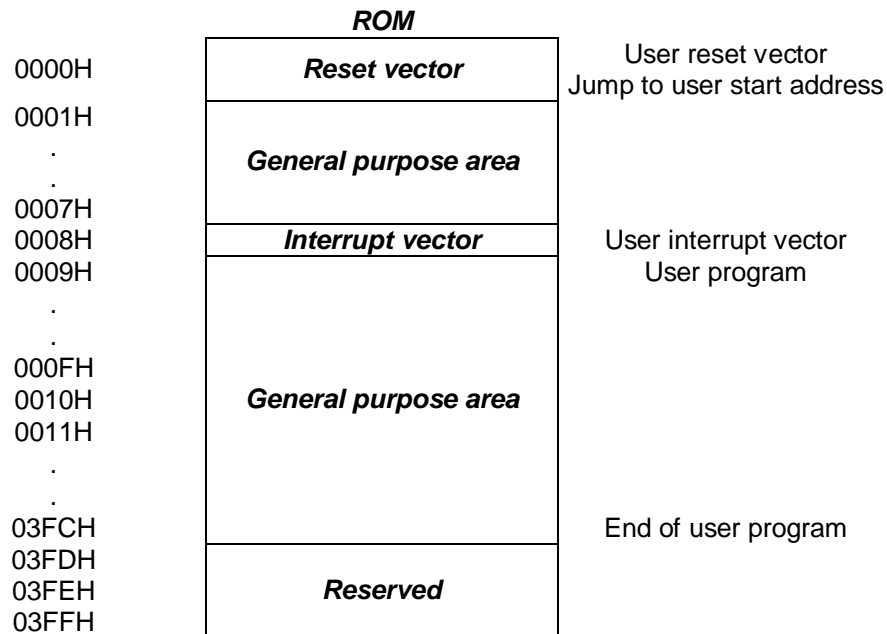 ROM
0000H Reset vector User reset vector
Jump to user start address
0001H
.
General purpose area
.
0007H
0008H Interrupt vector User interrupt vector
0009H User program
.
.
000FH
0010H General purpose area
0011H
.
.
03FCH End of user program
03FDH
03FEH Reserved
03FFH